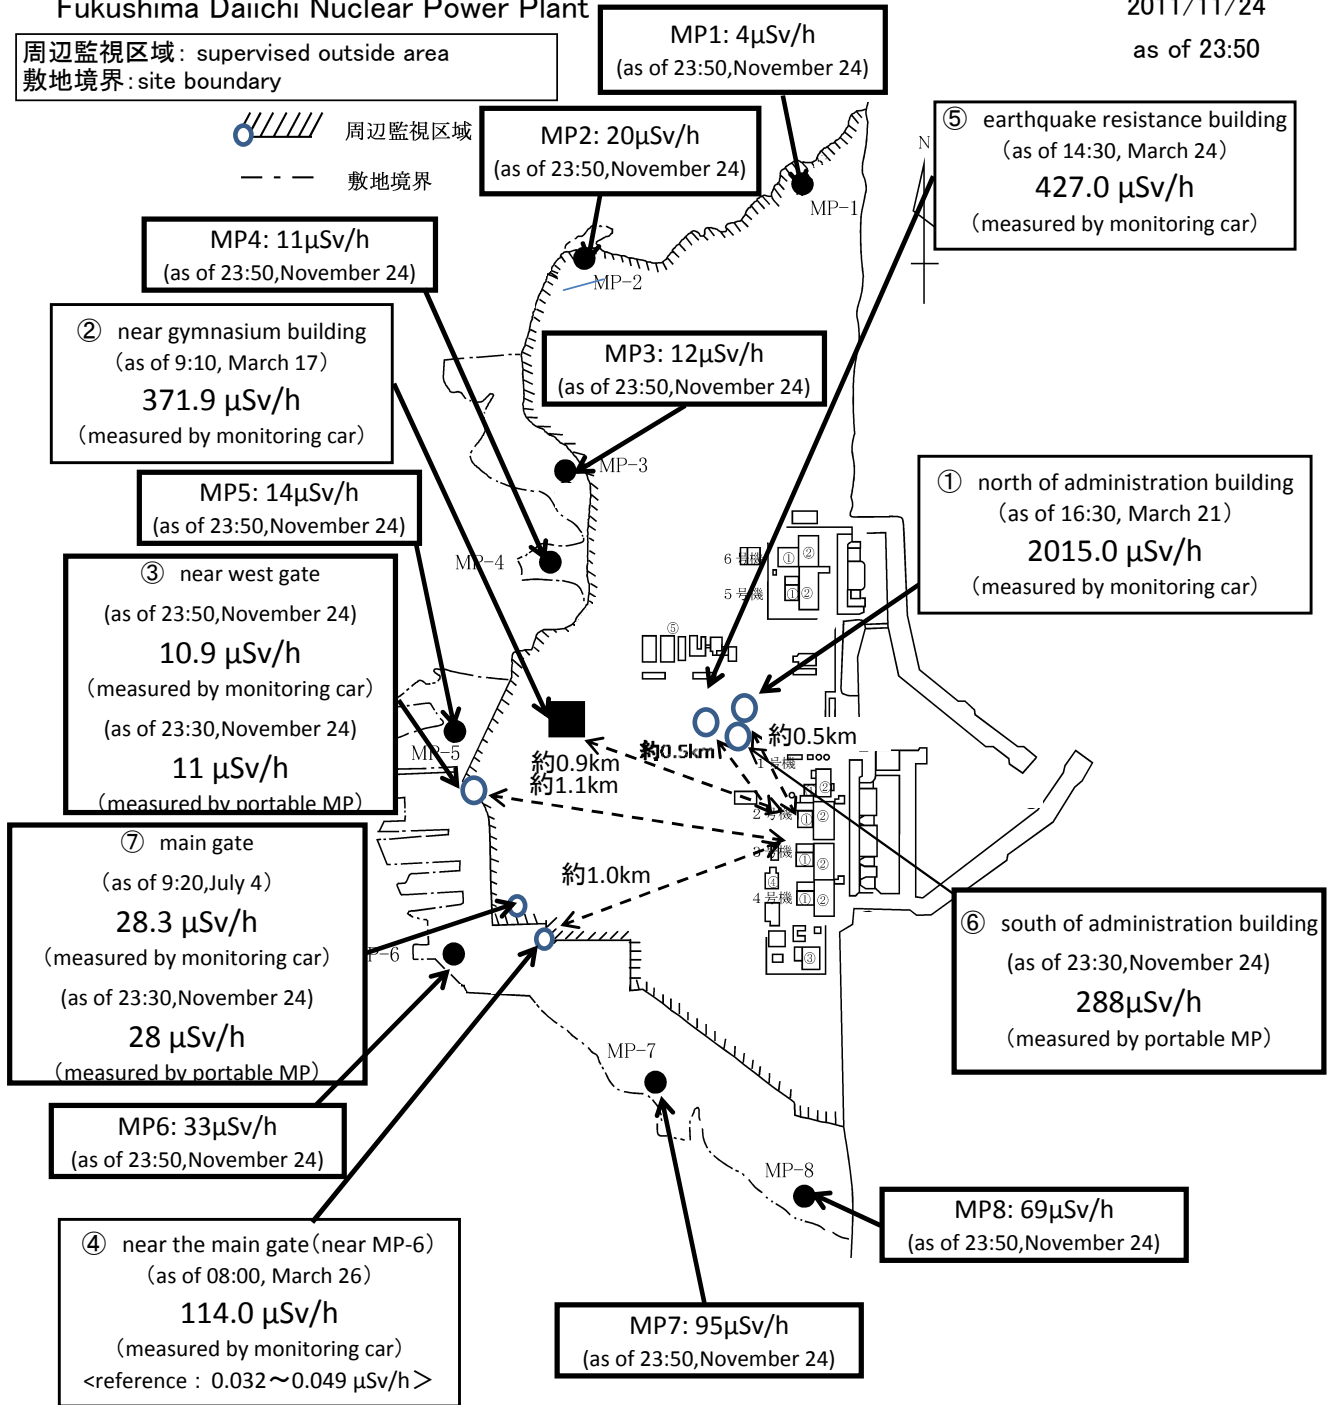 Fukushima Daiichi Nuclear Power Plant
2011/11/24
as of 23:50
周辺監視区域: supervised outside area
敷地境界:site boundary
周辺監視区域
敷地境界
MP1: 4μSv/h
(as of 23:50,November 24)
MP2: 20μSv/h
(as of 23:50,November 24)
⑤ earthquake resistance building
(as of 14:30, March 24)
427.0 μSv/h
(measured by monitoring car)
N
MP-1
MP4: 11μSv/h
(as of 23:50,November 24)
MP-2
② near gymnasium building
(as of 9:10, March 17)
371.9 μSv/h
(measured by monitoring car)
MP3: 12μSv/h
(as of 23:50,November 24)
MP-3
MP5: 14μSv/h
(as of 23:50,November 24)
① north of administration building
(as of 16:30, March 21)
2015.0 μSv/h
(measured by monitoring car)
MP-4
③ near west gate
(as of 23:50,November 24)
10.9 μSv/h
(measured by monitoring car)
(as of 23:30,November 24)
11 μSv/h
(measured by portable MP)
6号機
① ②
5号機
① ②
⑤
MP-5
約0.9km
約1.1km
約0.5km
約0.5km
1号機
②
2号機
① ②
3号機
① ②
④
4号機
① ②
③
約1.0km
⑦ main gate
(as of 9:20,July 4)
28.3 μSv/h
(measured by monitoring car)
(as of 23:30,November 24)
28 μSv/h
(measured by portable MP)
P-6
⑥ south of administration building
(as of 23:30,November 24)
288μSv/h
(measured by portable MP)
MP-7
MP6: 33μSv/h
(as of 23:50,November 24)
MP-8
MP8: 69μSv/h
(as of 23:50,November 24)
④ near the main gate(near MP-6)
(as of 08:00, March 26)
114.0 μSv/h
(measured by monitoring car)
<reference : 0.032～0.049 μSv/h＞
MP7: 95μSv/h
(as of 23:50,November 24)